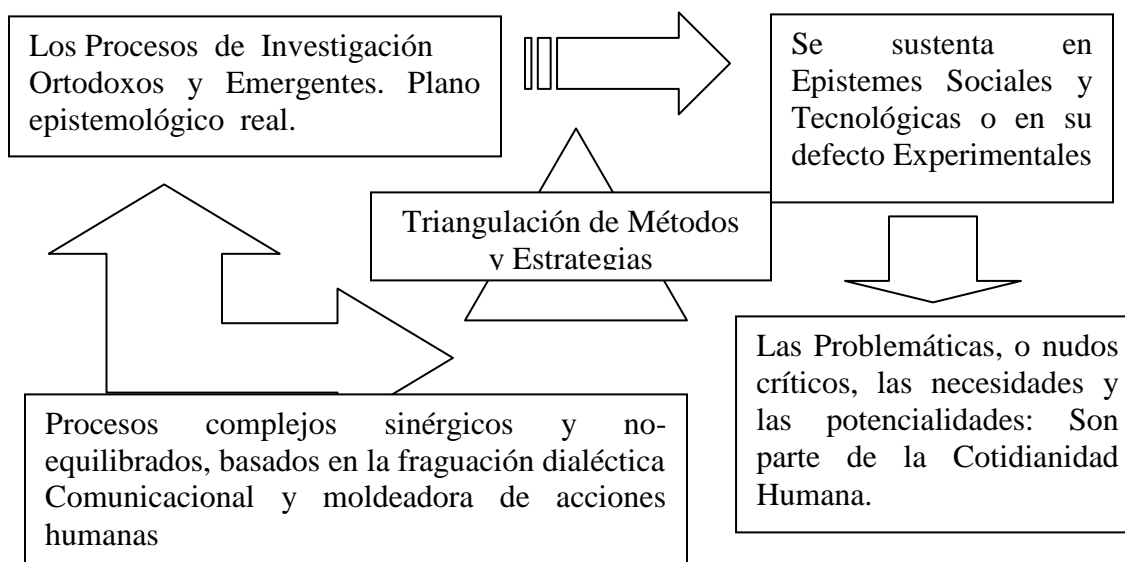 Los Procesos de Investigación
Ortodoxos y Emergentes. Plano
epistemológico real.
Se sustenta en
Epistemes Sociales y
Tecnológicas o en su
defecto Experimentales
Triangulación de Métodos
y Estrategias
Las Problemáticas, o nudos
críticos, las necesidades y
las potencialidades: Son
parte de la Cotidianidad
Humana.
Procesos complejos sinérgicos y no-
equilibrados, basados en la fraguación dialéctica
Comunicacional y moldeadora de acciones
humanas